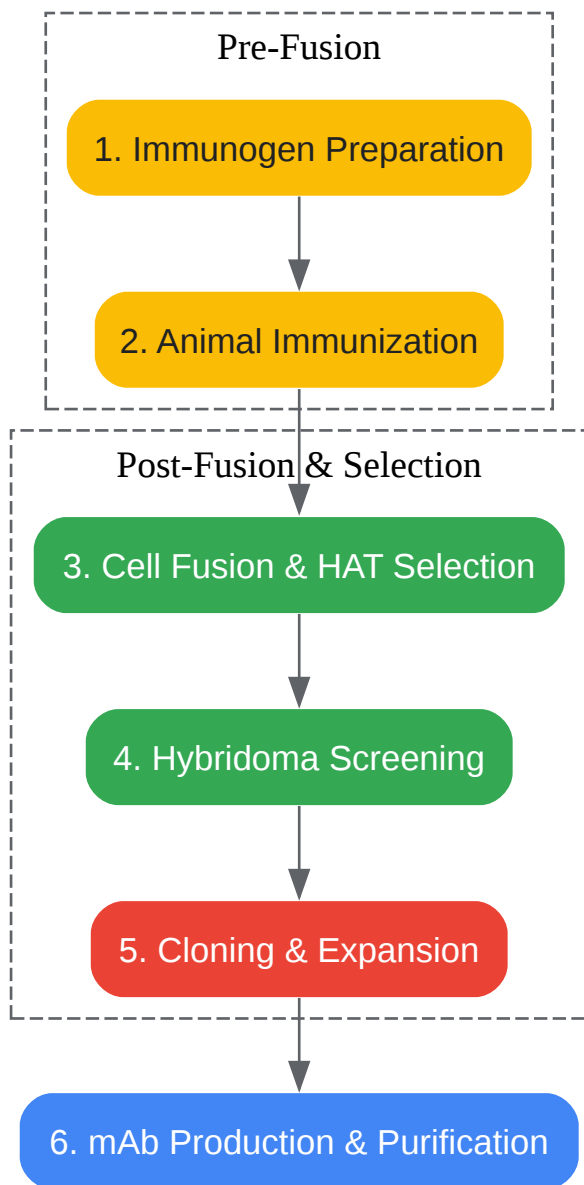 Pre-Fusion
1. Immunogen Preparation
2. Animal Immunization
Post-Fusion & Selection
3. Cell Fusion & HAT Selection
4. Hybridoma Screening
5. Cloning & Expansion
6. mAb Production & Purification